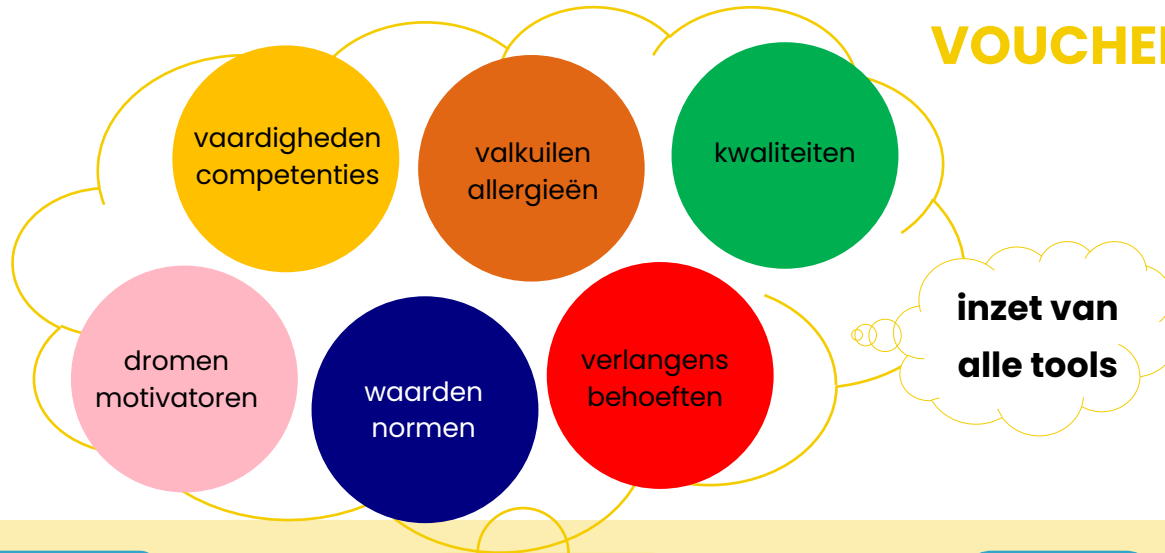 vaardigheden
competenties
valkuilen
allergieën
kwaliteiten
dromen
motivatoren
waarden
normen
verlangens
behoeften
inzet van
alle tools